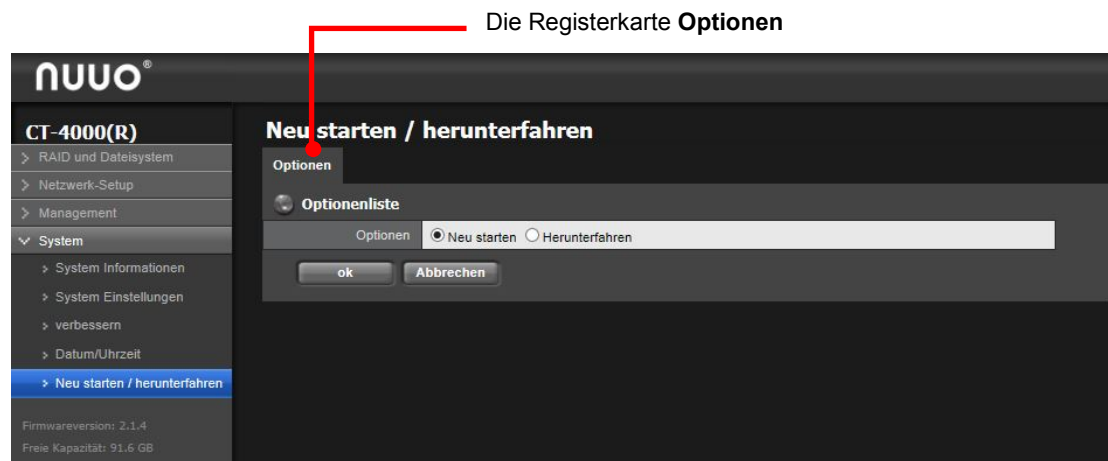 Die Registerkarte Optionen
nuuo®
CT-4000(R)
> RAID und Dateisystem
> Netzwerk-Setup
> Management
System
> System Informationen
> System Einstellungen
> verbessern
> Datum/Uhrzeit
> Neu starten / herunterfahren
Firmwareversion: 2.1.4
Freie Kapazität: 91.6 GB
Neu starten / herunterfahren
Optionen
Optionenliste
Optionen Neu starten Herunterfahren
ok Abbrechen